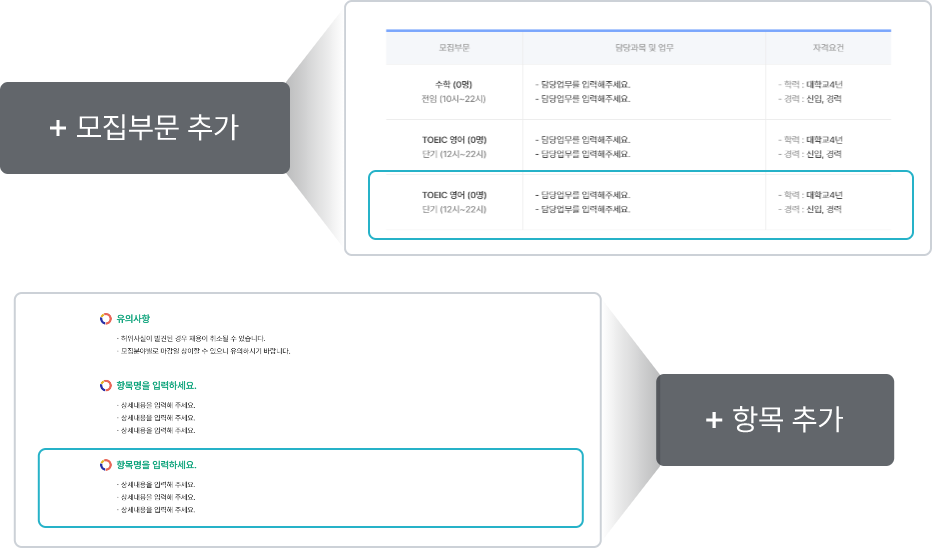 + 모집부문 추가
모집부문 담당과목 및 업무 자격요건
수학 (0명) - 담당업무를 입력해주세요. - 학력 : 대학교4년
전임 (10시~22시) - 담당업무를 입력해주세요. - 경력 : 신입, 경력
TOEIC 영어 (0명) - 담당업무를 입력해주세요. - 학력 : 대학교4년
단기 (12시~22시) - 담당업무를 입력해주세요. - 경력 : 신입, 경력
TOEIC 영어 (0명) - 담당업무를 입력해주세요. - 학력 : 대학교4년
단기 (12시~22시) - 담당업무를 입력해주세요. - 경력 : 신입, 경력
유의사항
- 허위사실이 발견된 경우 채용이 취소될 수 있습니다.
- 모집분야별로 마감일 상이할 수 있으니 유의하시기 바랍니다.
항목명을 입력하세요.
- 상세내용을 입력해 주세요.
- 상세내용을 입력해 주세요.
- 상세내용을 입력해 주세요.
항목명을 입력하세요.
- 상세내용을 입력해 주세요.
- 상세내용을 입력해 주세요.
- 상세내용을 입력해 주세요.
+ 항목 추가